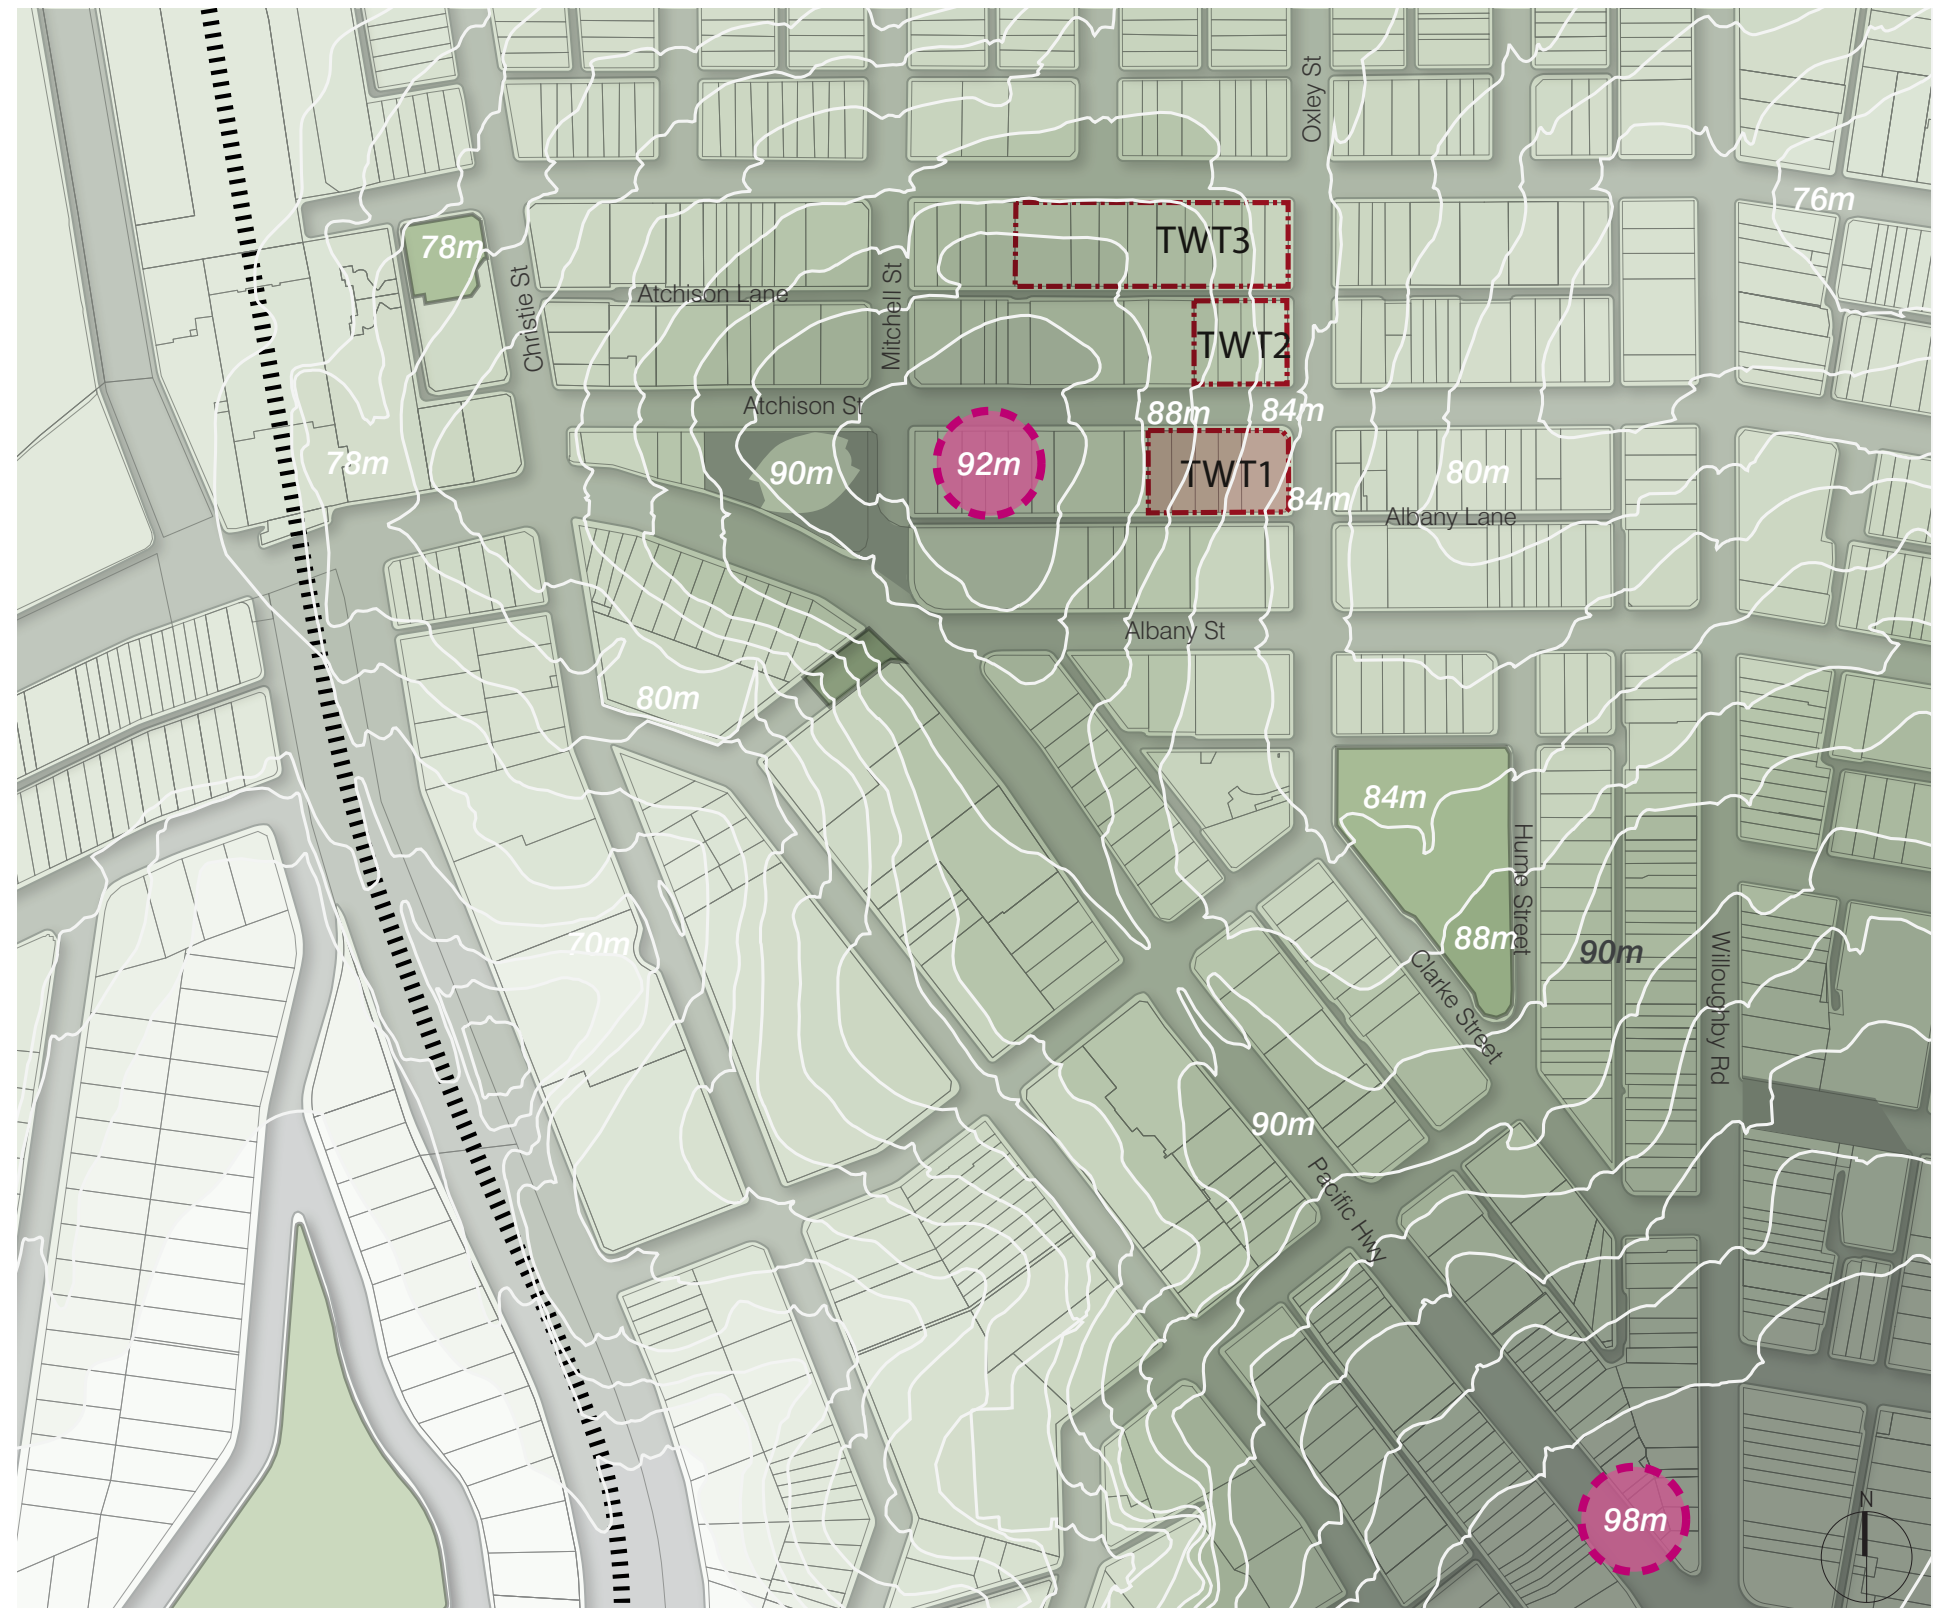 Oxley St
76m
78m
TWT3
Christie St
Atchison Lane
Mitchell St
TWT2
Atchison St
88m
84m
78m
90m
92m
TWT1
84m
80m
Albany Lane
Albany St
80m
84m
Hume Street
70m
88m
90m
Clarke Street
Willoughby Rd
90m
Pacific Hwy
98m
N